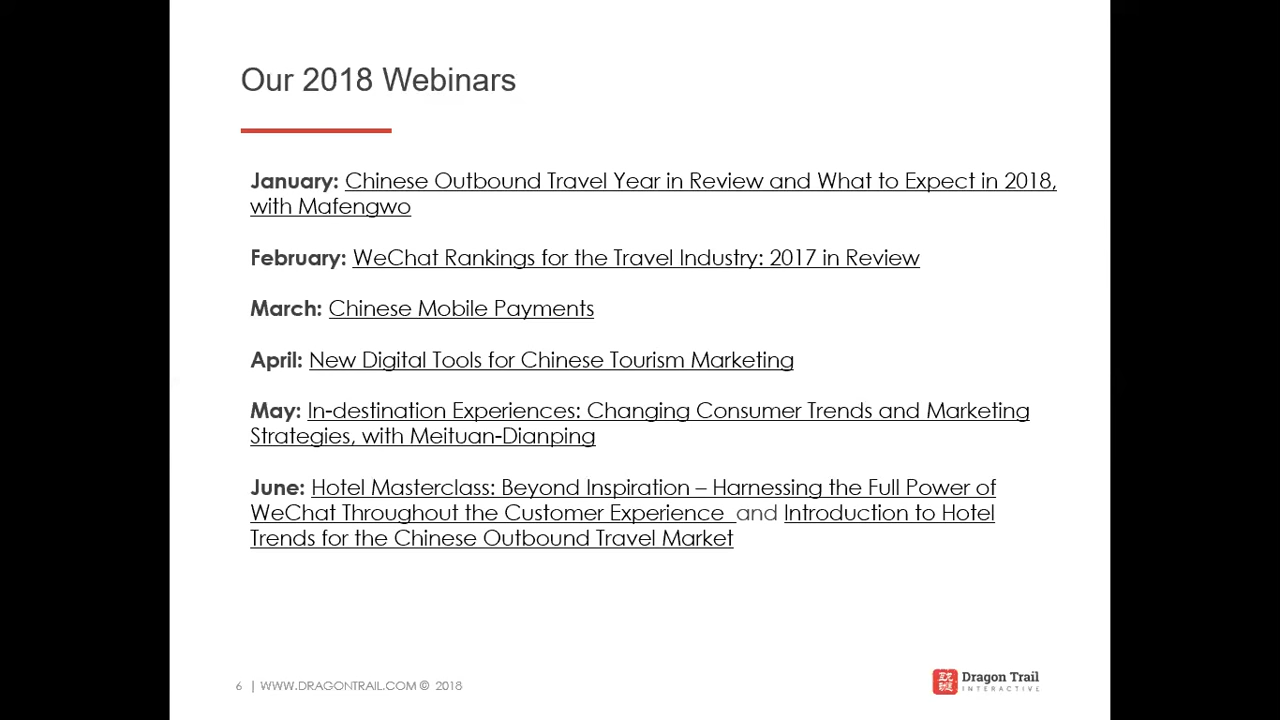 Our 2018 Webinars
January: Chinese Outbound Travel Year in Review and What to Expect in 2018,
with Mafengwo
February: WeChat Rankings for the Travel Industry: 2017 in Review
March: Chinese Mobile Payments
April: New Digital Tools for Chinese Tourism Marketing
May: In-destination Experiences: Changing Consumer Trends and Marketing
Strategies, with Meituan-Dianping
June: Hotel Masterclass: Beyond Inspiration – Harnessing the Full Power of
WeChat Throughout the Customer Experience and Introduction to Hotel
Trends for the Chinese Outbound Travel Market
6 | WWW.DRAGONTRAIL.COM © 2018
Dragon Trail
INTERACTIVE